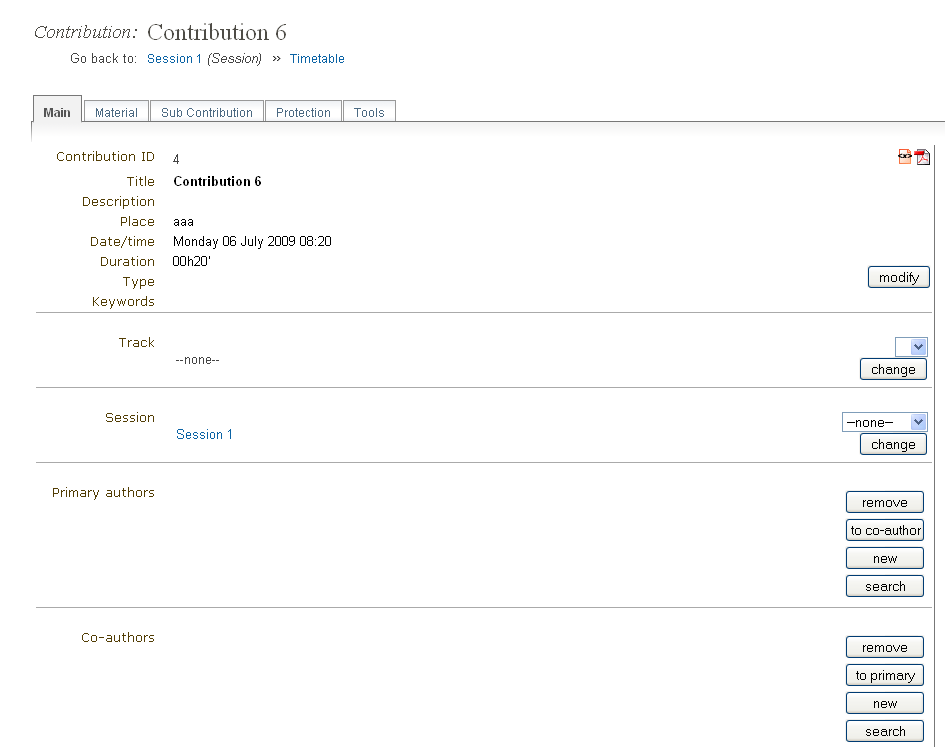 Contribution: Contribution 6
Go back to: Session 1 (Session) >> Timetable
Main Material Sub Contribution Protection Tools
Contribution ID 4
Title Contribution 6
Description
Place aaa
Date/time Monday 06 July 2009 08:20
Duration 00h20'
Type
modify
Keywords
Track
--none--
change
Session
--none--
Session 1
change
Primary authors
remove
to co-author
new
search
Co-authors
remove
to primary
new
search